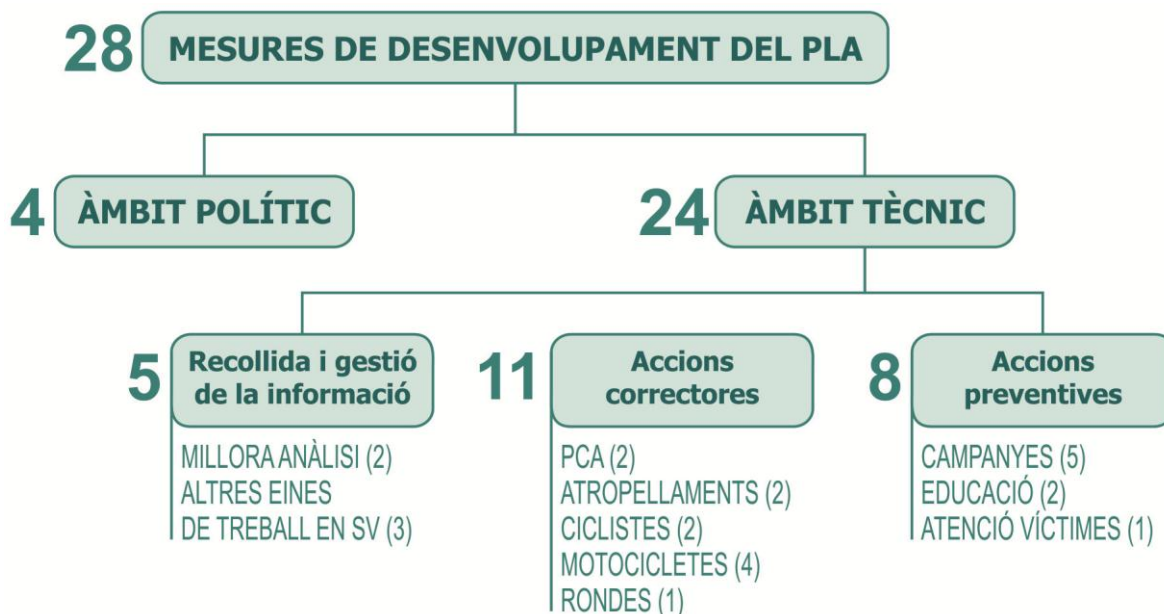 28 MESURES DE DESENVOLUPAMENT DEL PLA
4 ÀMBIT POLÍTIC
24 ÀMBIT TÈCNIC
5 Recollida i gestió
de la informació
MILLORA ANÀLISI (2)
ALTRES EINES
DE TREBALL EN SV (3)
11 Accions
correctores
PCA (2)
ATROPELLAMENTS (2)
CICLISTES (2)
MOTOCICLETES (4)
RONDES (1)
8 Accions
preventives
CAMPANYES (5)
EDUCACIÓ (2)
ATENCIÓ VÍCTIMES (1)